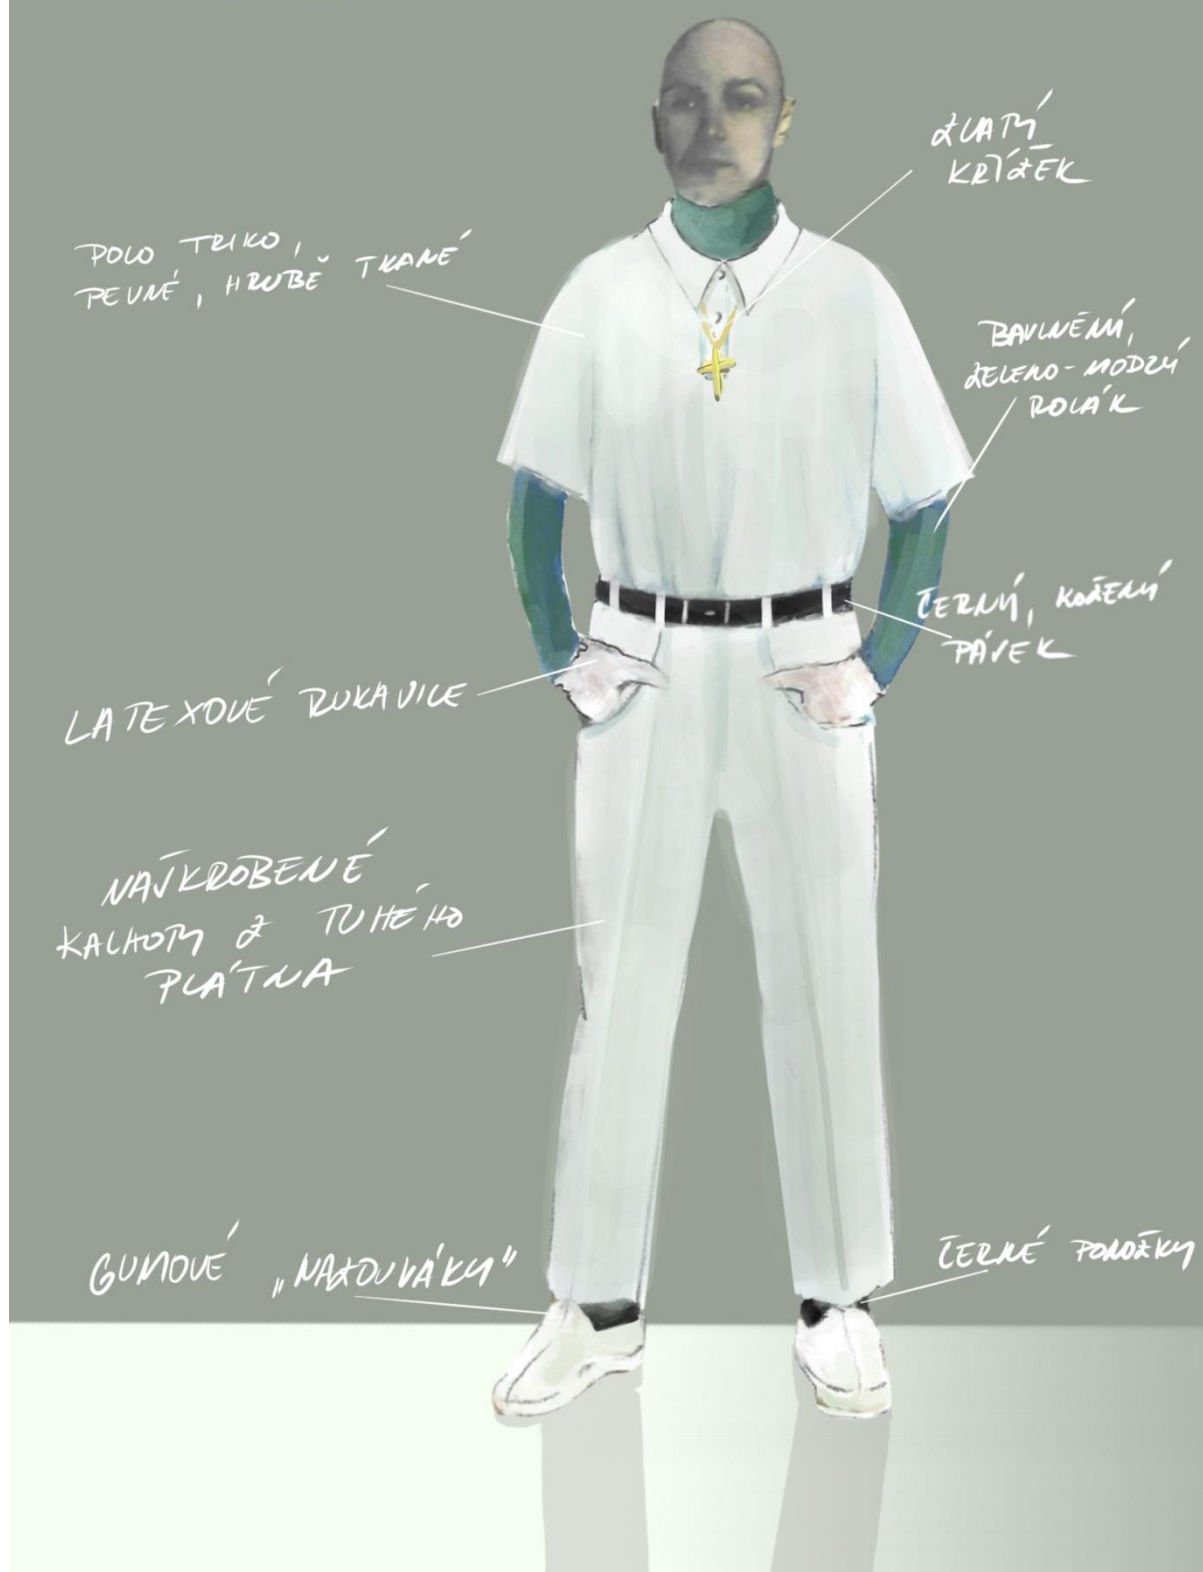 ZLATÝ
KŘÍŽEK
POLO TRIKO,
PEVNÉ, HRUBĚ TKANÉ
BAVLNĚNÝ,
ZELENO-MODRÝ
ROLÁK
ČERNÝ, KOŽENÝ
PÁSEK
LATEXOVÉ RUKAVICE
NAŠKROBENÉ
KALHOTY Z TUHÉHO
PLÁTNA
GUMOVÉ „NAZOUVÁKY"
ČERNÉ PONOŽKY